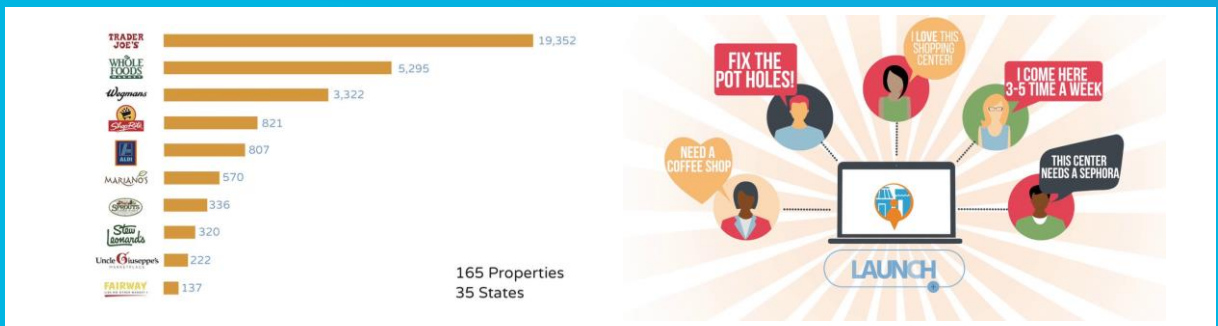 TRADER
JOE'S
19,352
WHOLE
FOODS
MARKET
5,295
Wegmans
3,322
ShopRite
821
ALDI
807
MARIANO'S
570
SPROUTS
336
Stew
Leonard's
320
Uncle Giuseppe's
MARKETPLACE
222
FAIRWAY
137
165 Properties
35 States
FIX THE
POT HOLES!
I LOVE THIS
SHOPPING
CENTER!
I COME HERE
3-5 TIME A WEEK
NEED A
COFFEE SHOP
THIS CENTER
NEEDS A SEPHORA
LAUNCH